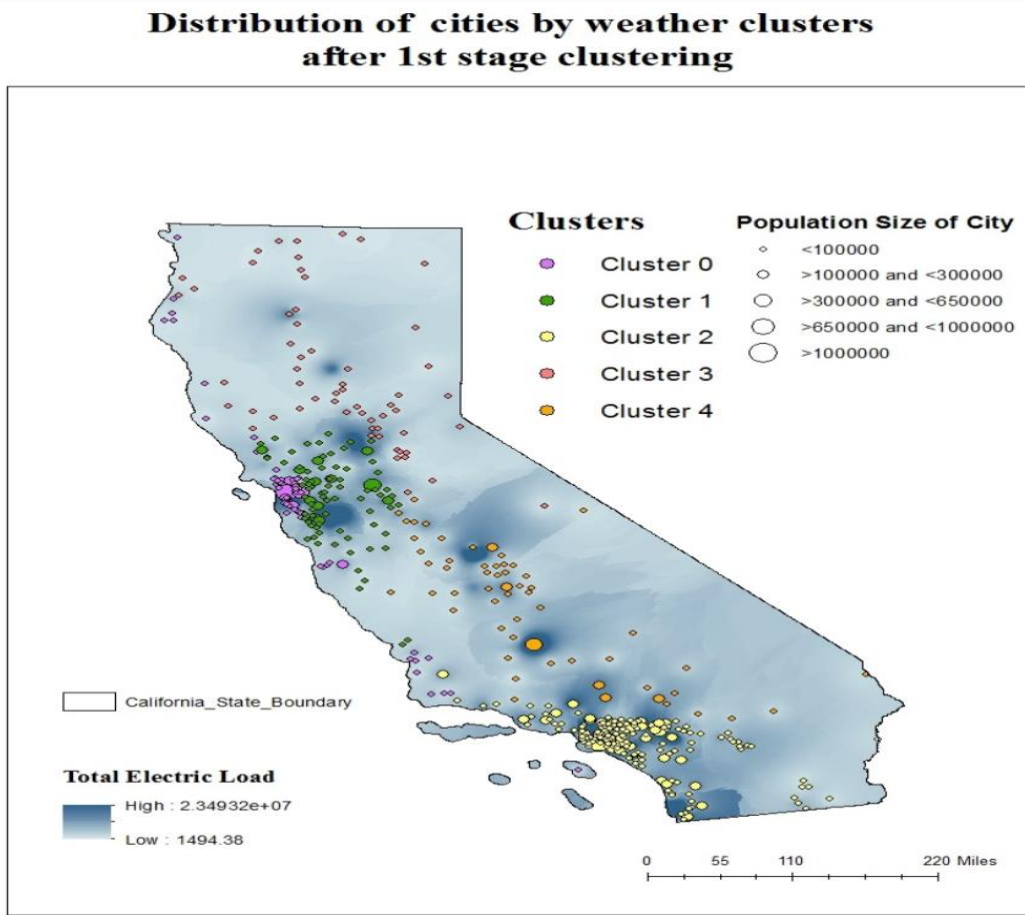 Distribution of cities by weather clusters
after 1st stage clustering
Clusters
Cluster 0
Cluster 1
Cluster 2
Cluster 3
Cluster 4
Population Size of City
<100000
>100000 and <300000
>300000 and <650000
>650000 and <1000000
>1000000
California_State_Boundary
Total Electric Load
High : 2.34932e+07
Low : 1494.38
0 55 110 220 Miles